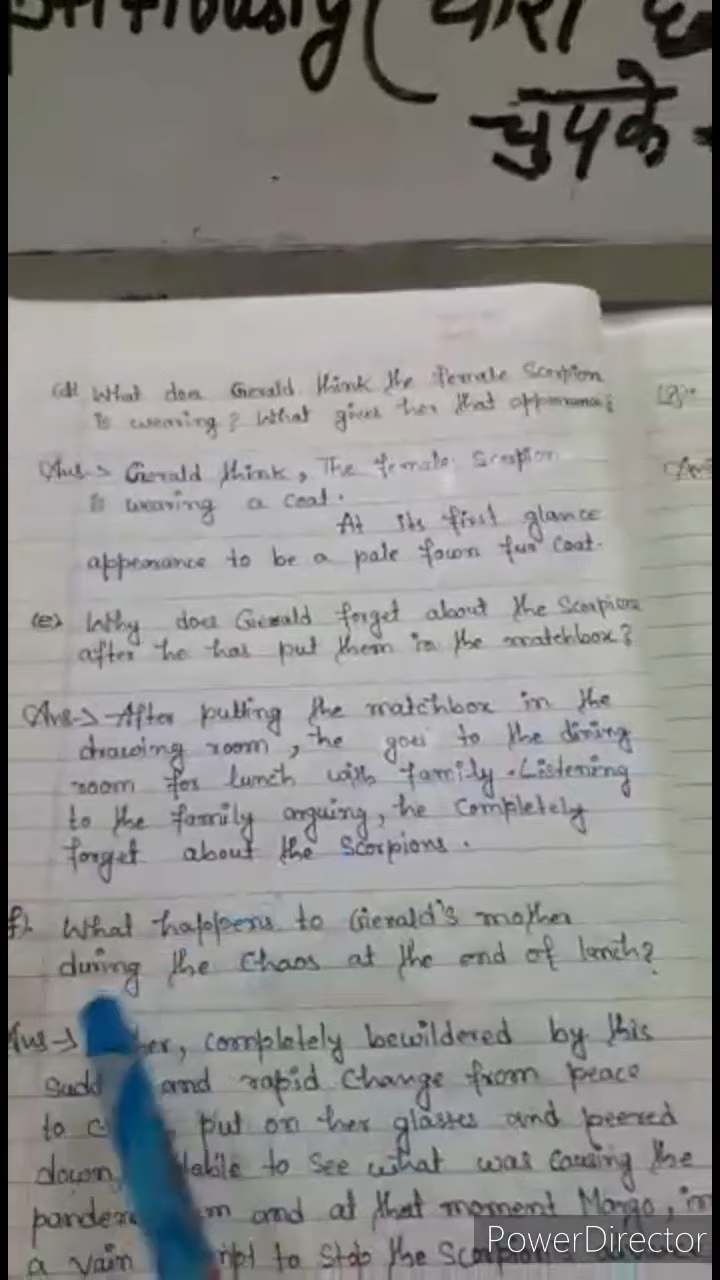 (चोरी
चुपके
(d) What does Gerald think the female Scorpion
is wearing? What gives her that appearance?
Ans-> Gerald think, The female Scorpion
is wearing a coat.
At its first glance
appearance to be a pale fown fur coat.
(e) Why does Gerald forget about the Scorpions
after he has put them in the matchbox?
Ans-> After putting the matchbox in the
drawing room, he goes to the dining
room for lunch with family. Listening
to the family arguing, he completely
forget about the Scorpions.
f) What happens to Gerald's mother
during the chaos at the end of lunch?
Ans-> completely bewildered by this
and rapid change from peace
to put on her glasses and peered
down, to see what was causing the
and at that moment Margo, in
a vain to stop the
PowerDirector